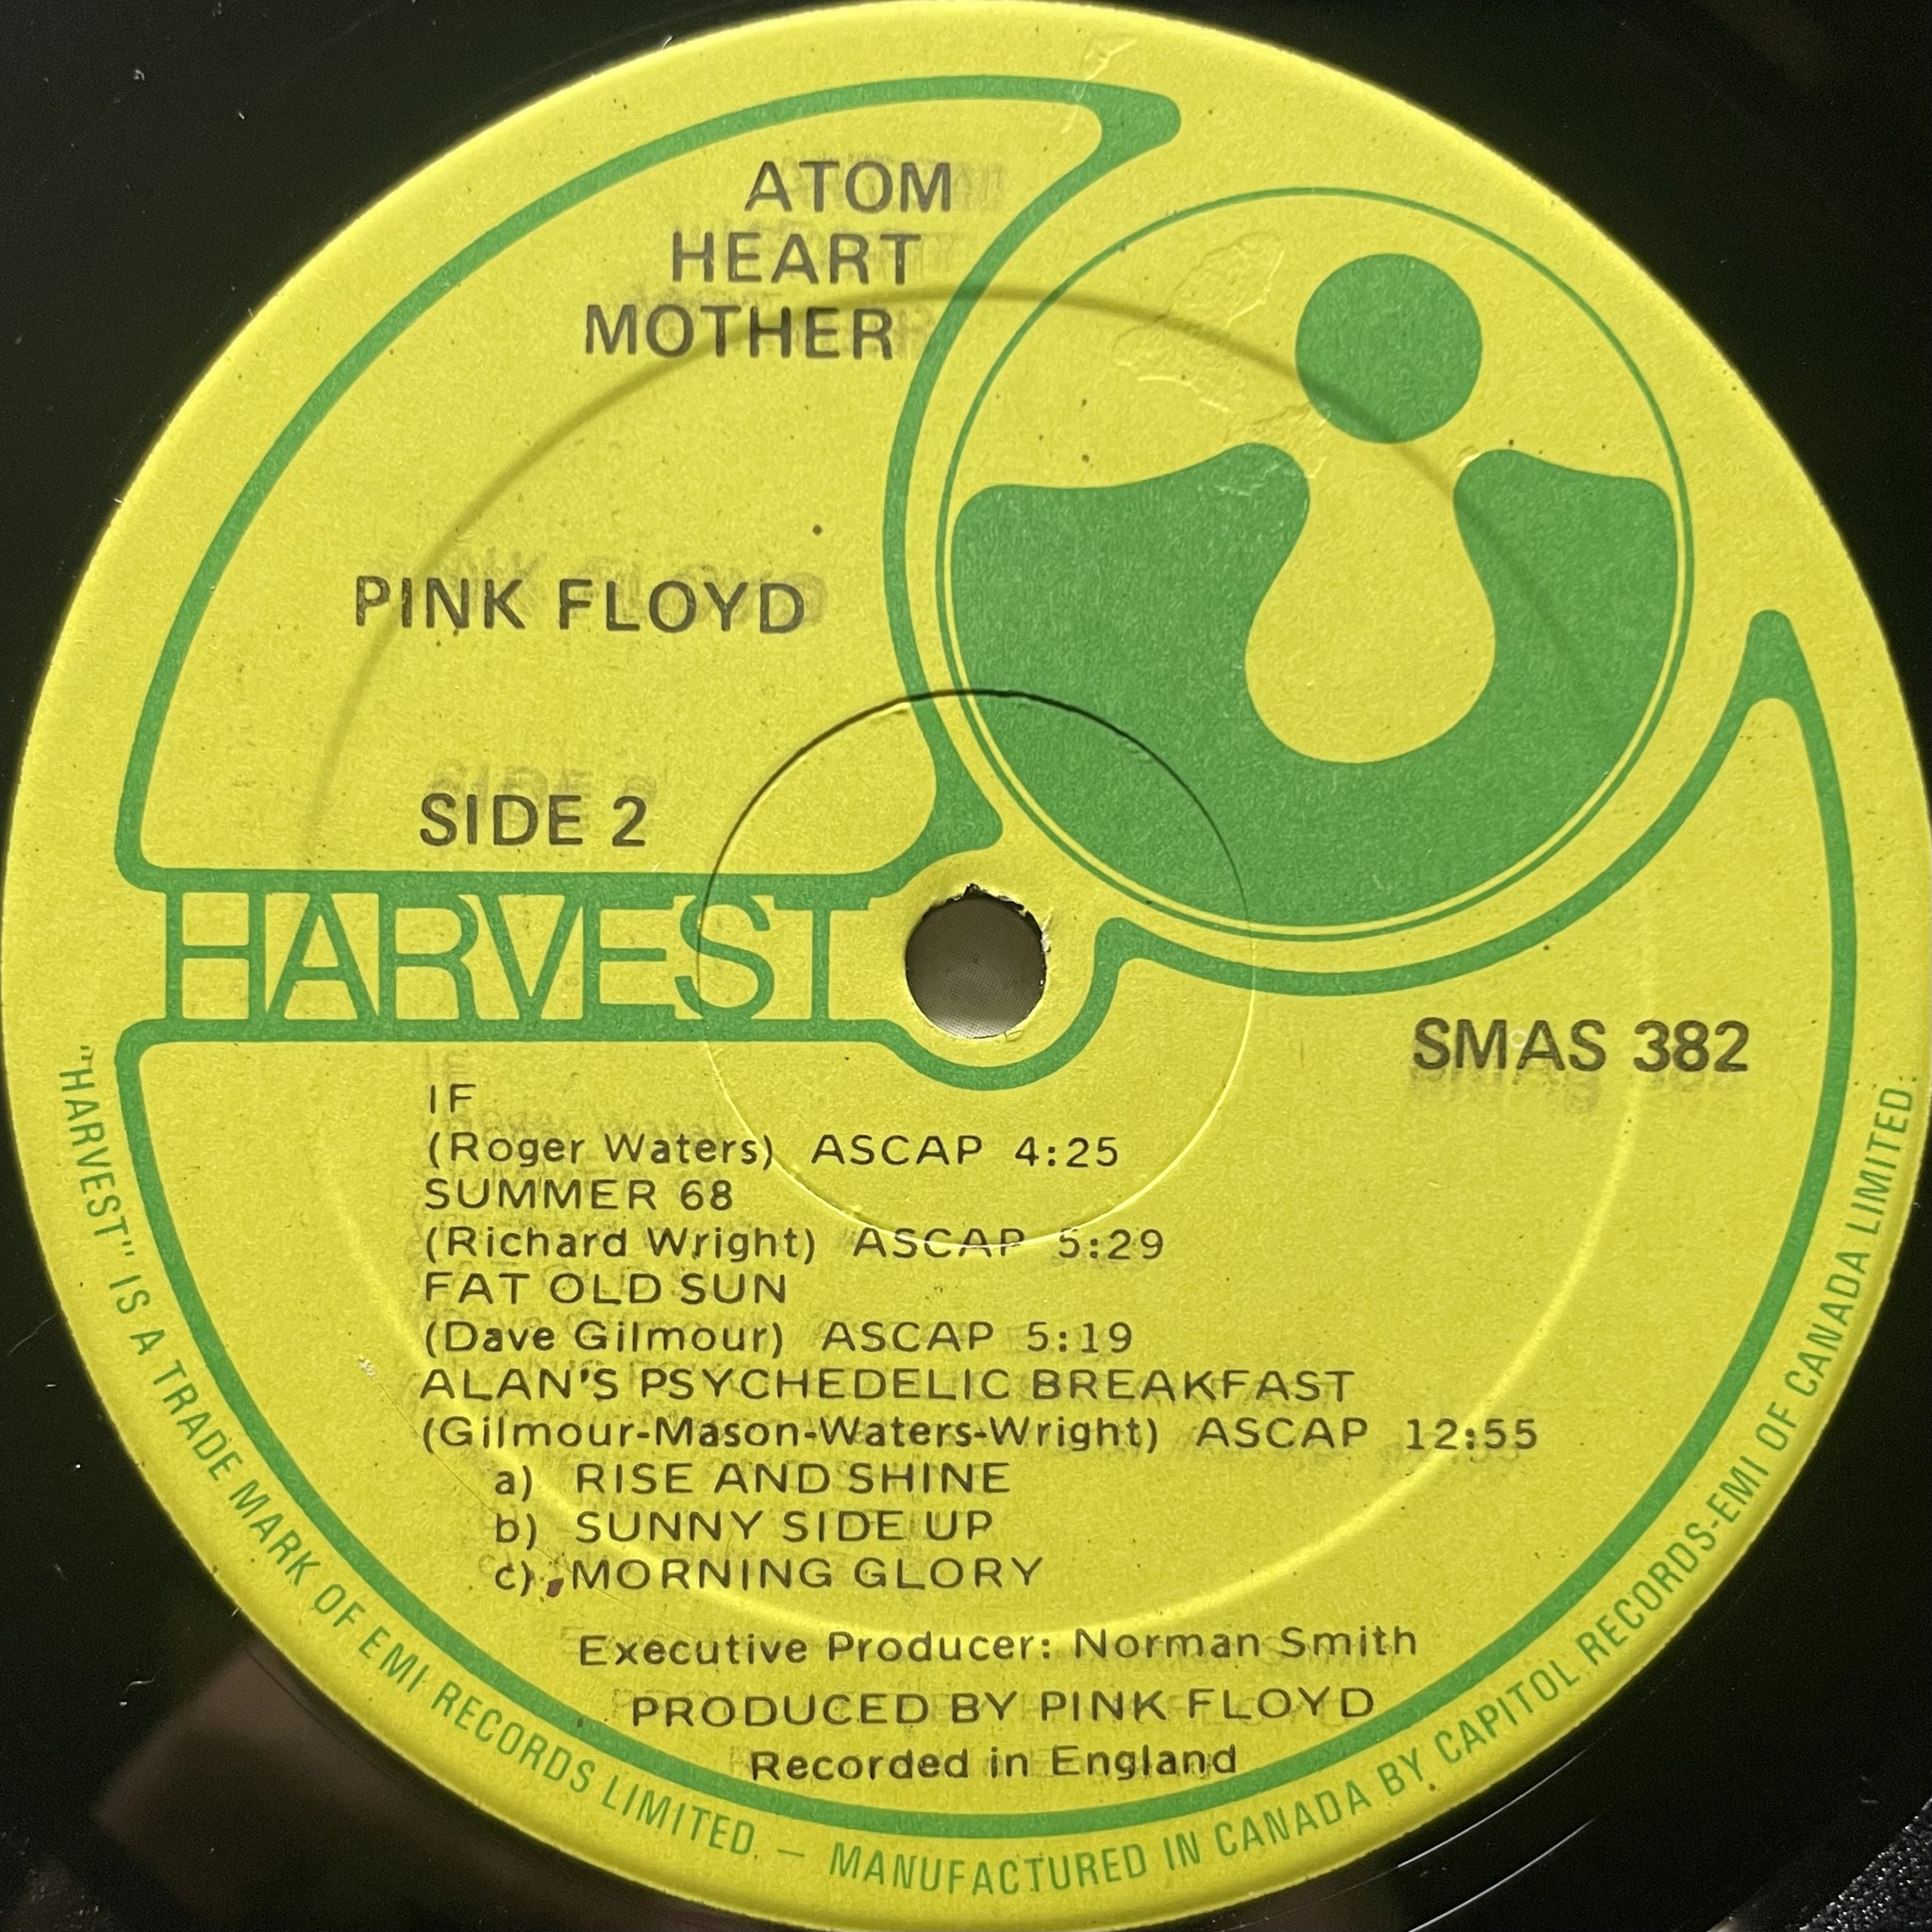 ATOM
HEART
MOTHER
PINK FLOYD
SIDE 2
HARVEST
SMAS 382
IF
(Roger Waters) ASCAP 4:25
SUMMER 68
(Richard Wright) ASCAP 5:29
FAT OLD SUN
(Dave Gilmour) ASCAP 5:19
ALAN'S PSYCHEDELIC BREAKFAST
(Gilmour-Mason-Waters-Wright) ASCAP 12:55
a) RISE AND SHINE
b) SUNNY SIDE UP
c) MORNING GLORY
Executive Producer: Norman Smith
PRODUCED BY PINK FLOYD
Recorded in England
"HARVEST" IS A TRADE MARK OF EMI RECORDS LIMITED. — MANUFACTURED IN CANADA BY CAPITOL RECORDS-EMI OF CANADA LIMITED.